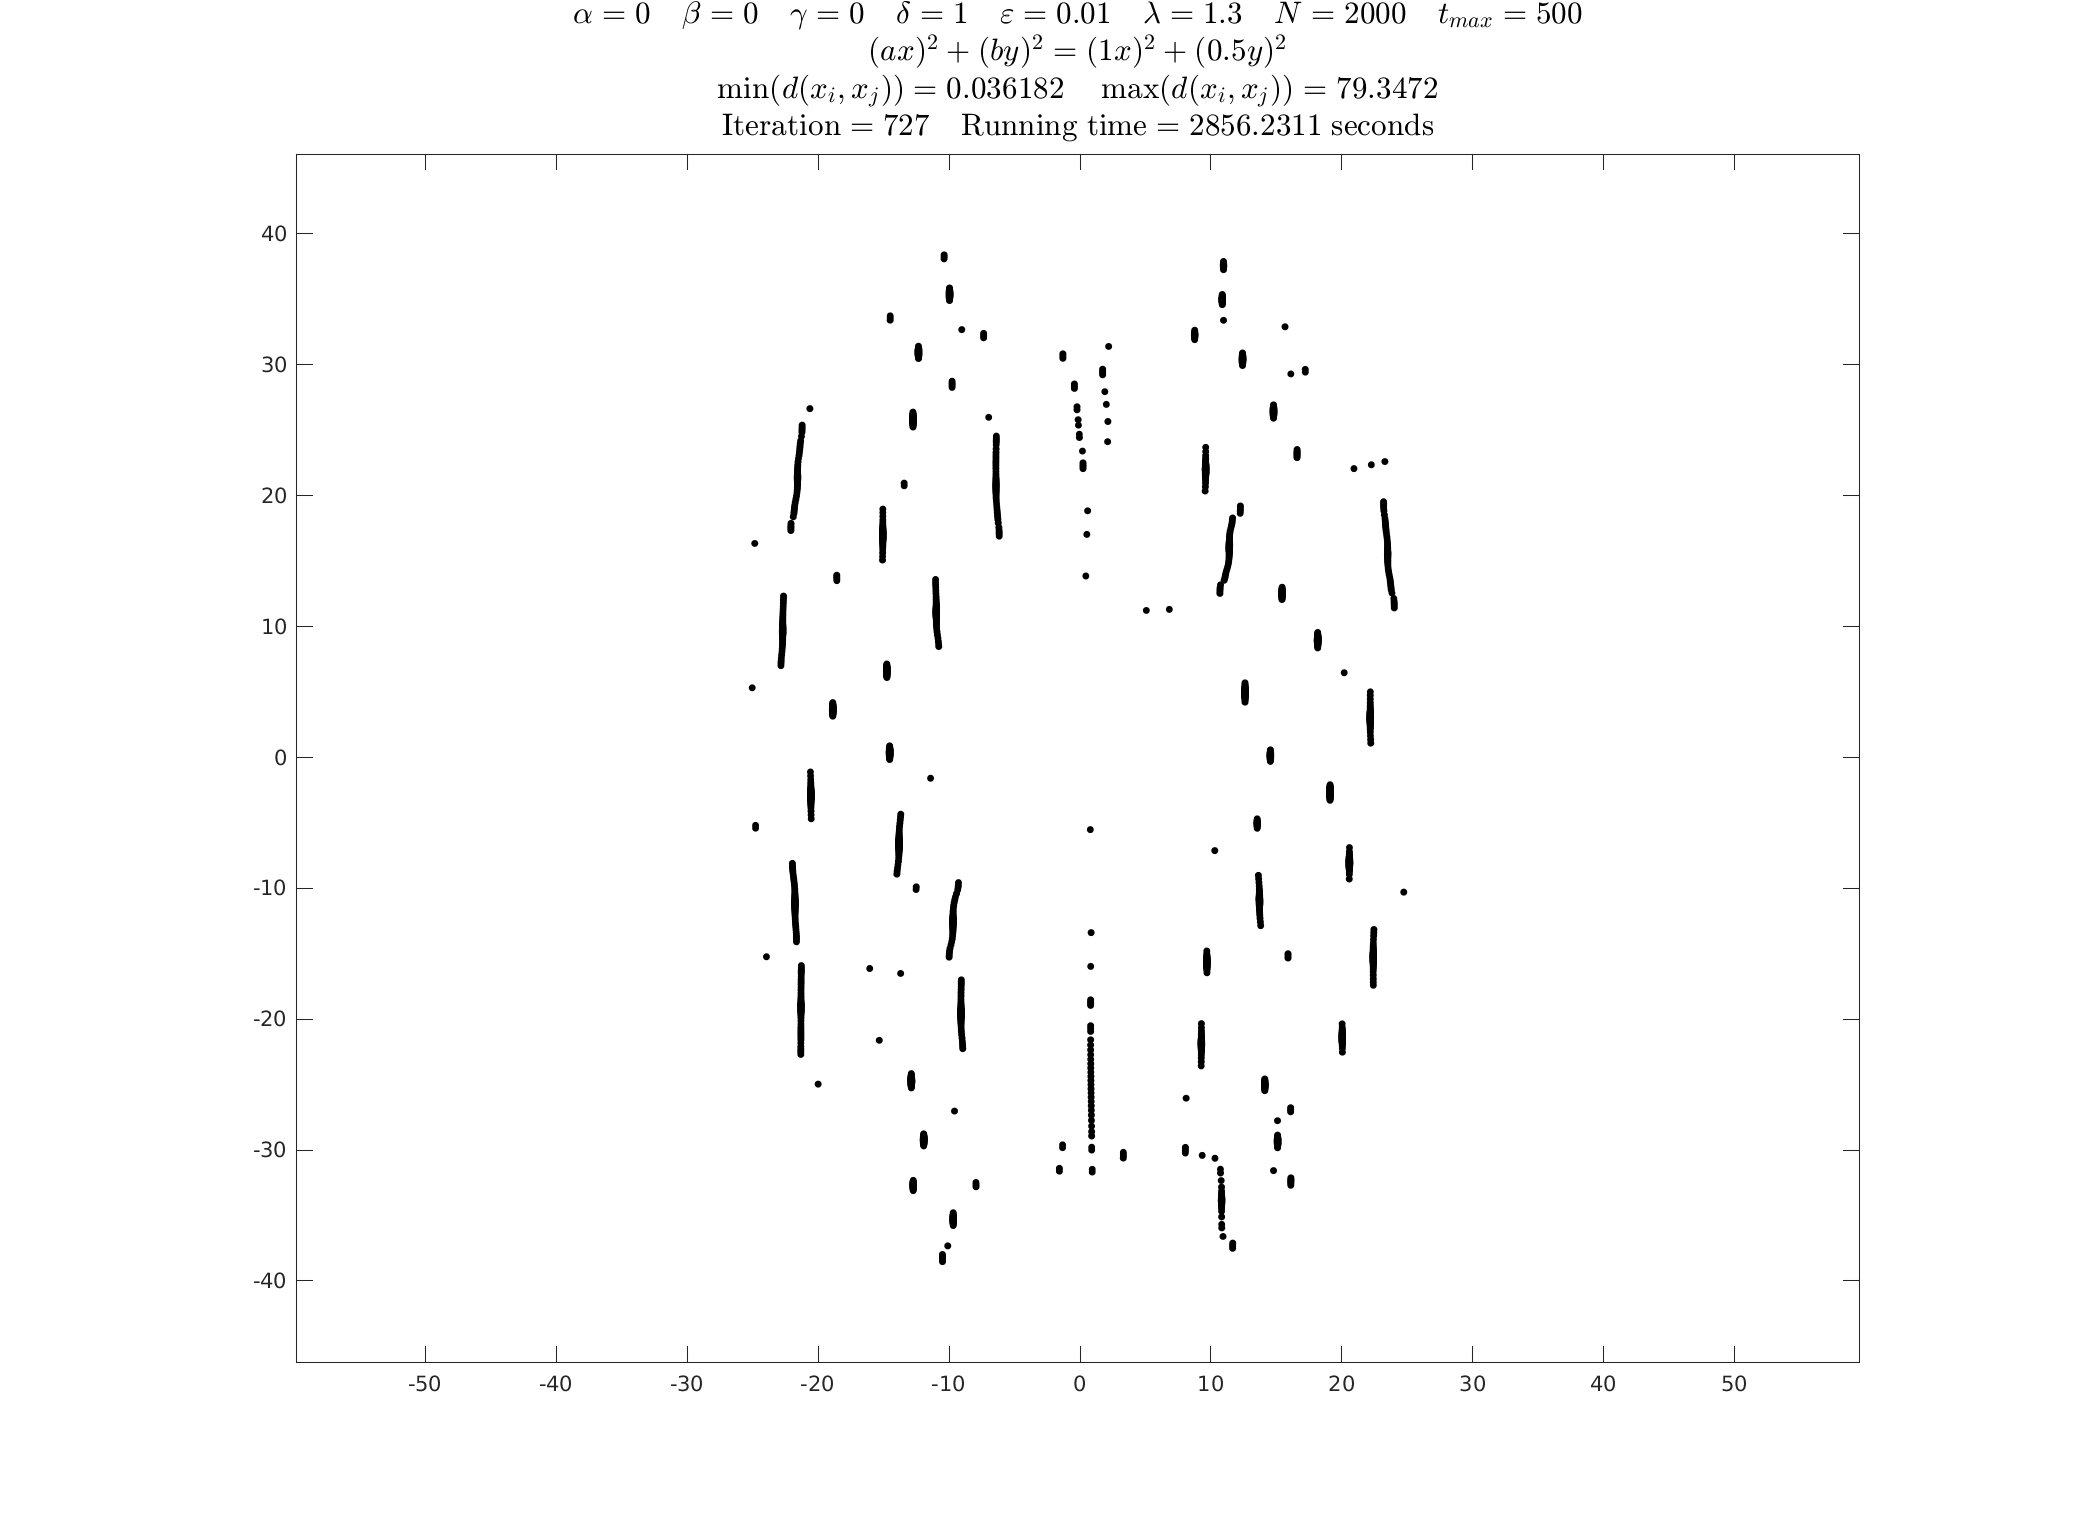 α = 0 β = 0 γ = 0 δ = 1 ε = 0.01 λ = 1.3 N = 2000 t_max = 500
(ax)² + (by)² = (1x)² + (0.5y)²
min(d(x_i, x_j)) = 0.036182 max(d(x_i, x_j)) = 79.3472
Iteration = 727 Running time = 2856.2311 seconds
40
30
20
10
0
-10
-20
-30
-40
-50 -40 -30 -20 -10 0 10 20 30 40 50